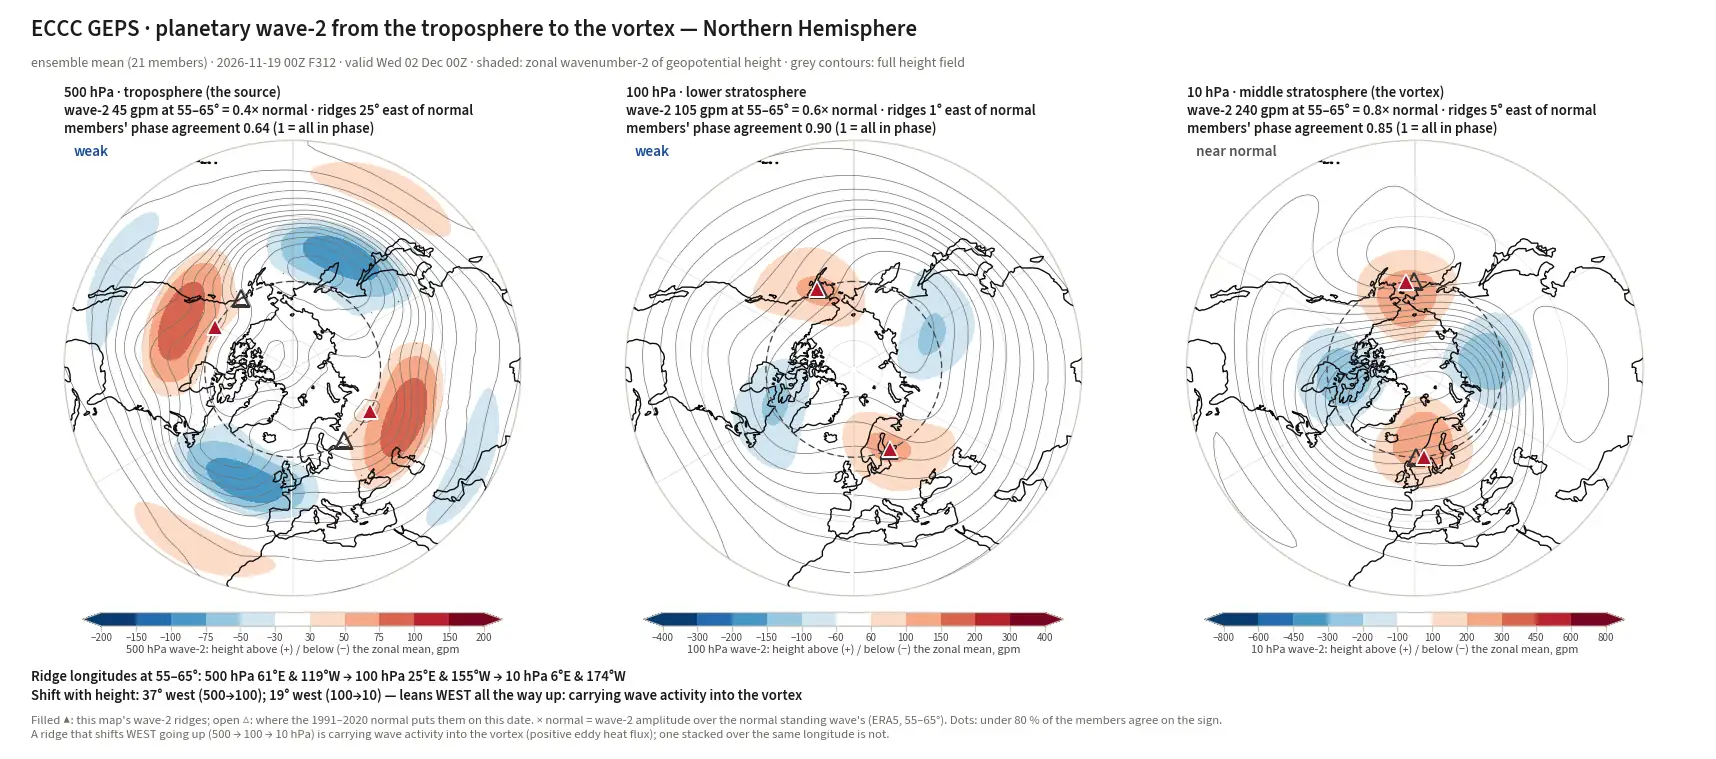 ECCC GEPS · planetary wave-2 from the troposphere to the vortex — Northern Hemisphere
ensemble mean (21 members) · 2026-11-19 00Z F312 · valid Wed 02 Dec 00Z · shaded: zonal wavenumber-2 of geopotential height · grey contours: full height field
500 hPa · troposphere (the source)
wave-2 45 gpm at 55–65° = 0.4× normal · ridges 25° east of normal
members' phase agreement 0.64 (1 = all in phase)
weak
100 hPa · lower stratosphere
wave-2 105 gpm at 55–65° = 0.6× normal · ridges 1° east of normal
members' phase agreement 0.90 (1 = all in phase)
weak
10 hPa · middle stratosphere (the vortex)
wave-2 240 gpm at 55–65° = 0.8× normal · ridges 5° east of normal
members' phase agreement 0.85 (1 = all in phase)
near normal
−200 −150 −100 −75 −50 −30 30 50 75 100 150 200
500 hPa wave-2: height above (+) / below (−) the zonal mean, gpm
−400 −300 −200 −150 −100 −60 60 100 150 200 300 400
100 hPa wave-2: height above (+) / below (−) the zonal mean, gpm
−800 −600 −450 −300 −200 −100 100 200 300 450 600 800
10 hPa wave-2: height above (+) / below (−) the zonal mean, gpm
Ridge longitudes at 55–65°: 500 hPa 61°E & 119°W → 100 hPa 25°E & 155°W → 10 hPa 6°E & 174°W
Shift with height: 37° west (500→100); 19° west (100→10) — leans WEST all the way up: carrying wave activity into the vortex
Filled ▲: this map's wave-2 ridges; open △: where the 1991–2020 normal puts them on this date. × normal = wave-2 amplitude over the normal standing wave's (ERA5, 55–65°). Dots: under 80 % of the members agree on the sign.
A ridge that shifts WEST going up (500 → 100 → 10 hPa) is carrying wave activity into the vortex (positive eddy heat flux); one stacked over the same longitude is not.